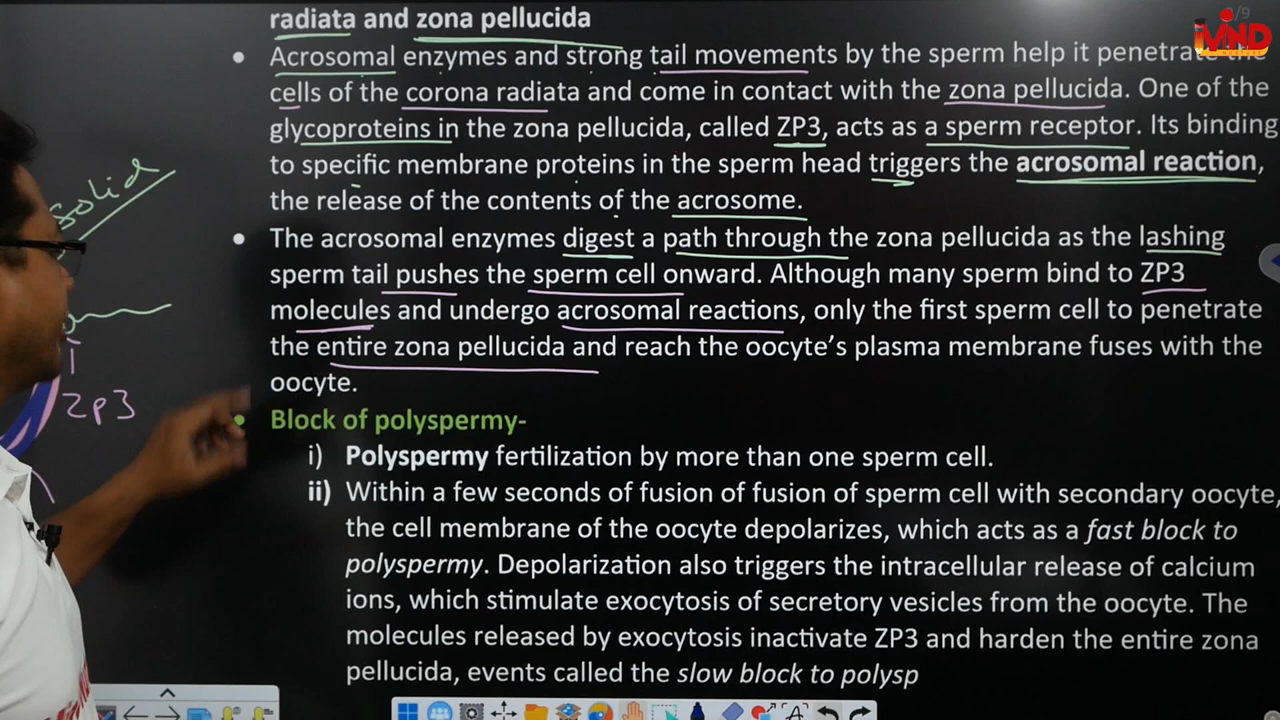 radiata and zona pellucida
/9
MIND
• Acrosomal enzymes and strong tail movements by the sperm help it penetrate the
cells of the corona radiata and come in contact with the zona pellucida. One of the
glycoproteins in the zona pellucida, called ZP3, acts as a sperm receptor. Its binding
to specific membrane proteins in the sperm head triggers the acrosomal reaction,
the release of the contents of the acrosome.
• The acrosomal enzymes digest a path through the zona pellucida as the lashing
sperm tail pushes the sperm cell onward. Although many sperm bind to ZP3
molecules and undergo acrosomal reactions, only the first sperm cell to penetrate
the entire zona pellucida and reach the oocyte’s plasma membrane fuses with the
oocyte.
• Block of polyspermy-
i) Polyspermy fertilization by more than one sperm cell.
ii) Within a few seconds of fusion of fusion of sperm cell with secondary oocyte,
the cell membrane of the oocyte depolarizes, which acts as a fast block to
polyspermy. Depolarization also triggers the intracellular release of calcium
ions, which stimulate exocytosis of secretory vesicles from the oocyte. The
molecules released by exocytosis inactivate ZP3 and harden the entire zona
pellucida, events called the slow block to polysp
solid
ZP3